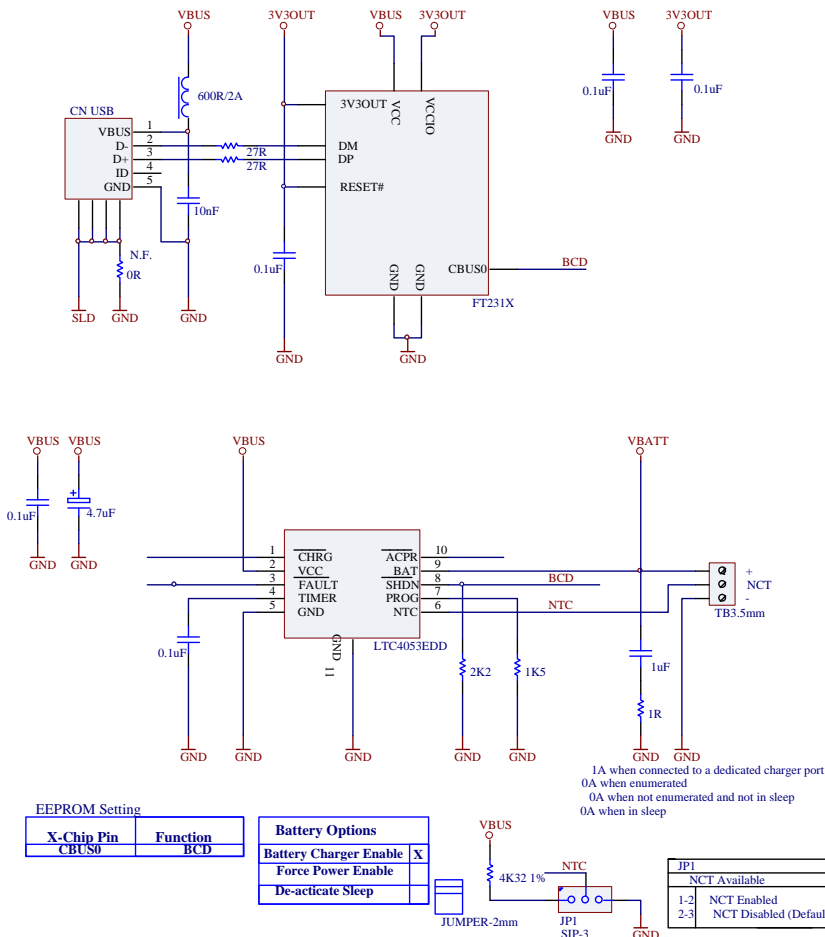 VBUS 3V3OUT VBUS 3V3OUT VBUS 3V3OUT
600R/2A
0.1uF 0.1uF
CN USB
3V3OUT
VCC
VCCIO
VBUS 1
D- 2
D+ 3
ID 4
GND 5
27R
27R
DM
DP
RESET#
GND GND
10nF
N.F.
0R
0.1uF
GND
GND
CBUS0
BCD
FT231X
SLD GND GND
GND GND
VBUS VBUS VBUS VBATT
0.1uF
4.7uF
GND GND
1 CHRG ACPR 10
2 VCC BAT 9
3 FAULT SHDN 8 BCD
4 TIMER PROG 7
5 GND NTC 6 NTC
+
NCT
-
TB3.5mm
GND
11
LTC4053EDD
0.1uF
2K2
1K5
1uF
1R
GND GND GND GND GND GND GND
1A when connected to a dedicated charger port
0A when enumerated
0A when not enumerated and not in sleep
0A when in sleep
EEPROM Setting
X-Chip Pin Function
CBUS0 BCD
Battery Options
Battery Charger Enable X
Force Power Enable
De-acticate Sleep
JUMPER-2mm
VBUS
4K32 1%
NTC
JP1
SIP-3
GND
JP1
NCT Available
1-2 NCT Enabled
2-3 NCT Disabled (Defaul